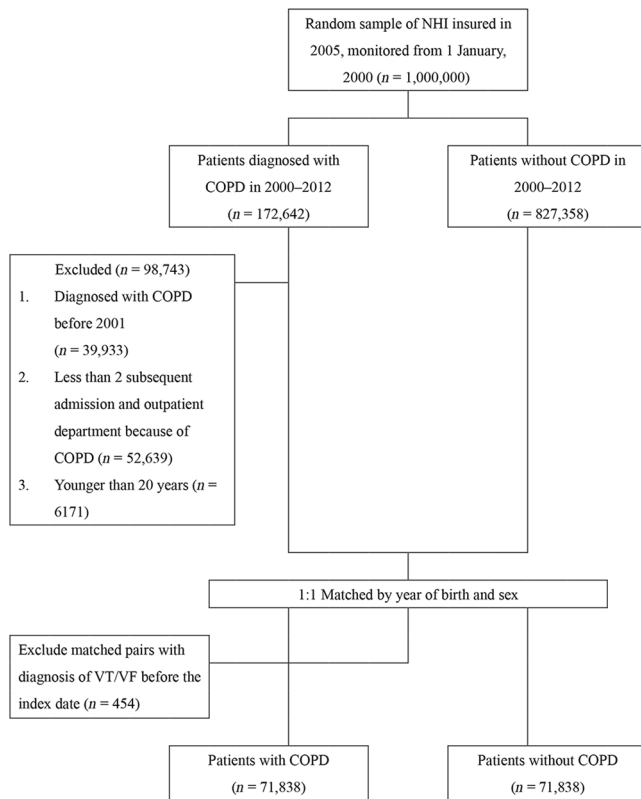 Random sample of NHI insured in
2005, monitored from 1 January,
2000 (n = 1,000,000)
Patients diagnosed with
COPD in 2000–2012
(n = 172,642)
Patients without COPD in
2000–2012
(n = 827,358)
Excluded (n = 98,743)
1. Diagnosed with COPD
before 2001
(n = 39,933)
2. Less than 2 subsequent
admission and outpatient
department because of
COPD (n = 52,639)
3. Younger than 20 years (n =
6171)
1:1 Matched by year of birth and sex
Exclude matched pairs with
diagnosis of VT/VF before the
index date (n = 454)
Patients with COPD
(n = 71,838)
Patients without COPD
(n = 71,838)